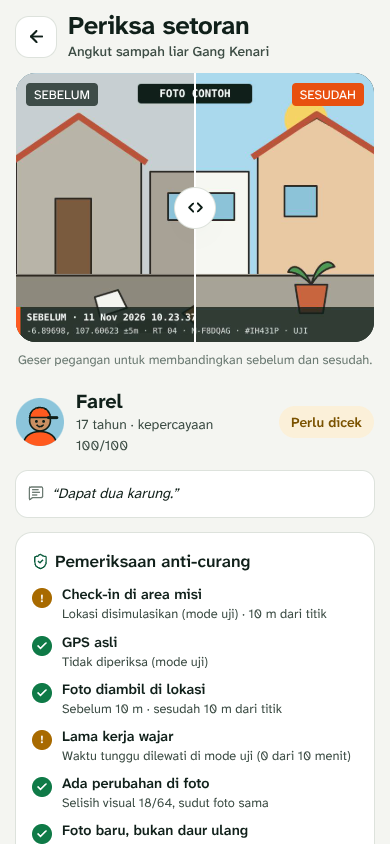 Periksa setoran
Angkut sampah liar Gang Kenari
SEBELUM
FOTO CONTOH
SESUDAH
SEBELUM · 11 Nov 2026 10.23.37
-6.89698, 107.60623 ±5m · RT 04 · M-F8DQAG · #IH431P · UJI
Geser pegangan untuk membandingkan sebelum dan sesudah.
Farel
17 tahun · kepercayaan
100/100
Perlu dicek
“Dapat dua karung.”
Pemeriksaan anti-curang
Check-in di area misi
Lokasi disimulasikan (mode uji) · 10 m dari titik
GPS asli
Tidak diperiksa (mode uji)
Foto diambil di lokasi
Sebelum 10 m · sesudah 10 m dari titik
Lama kerja wajar
Waktu tunggu dilewati di mode uji (0 dari 10 menit)
Ada perubahan di foto
Selisih visual 18/64, sudut foto sama
Foto baru, bukan daur ulang